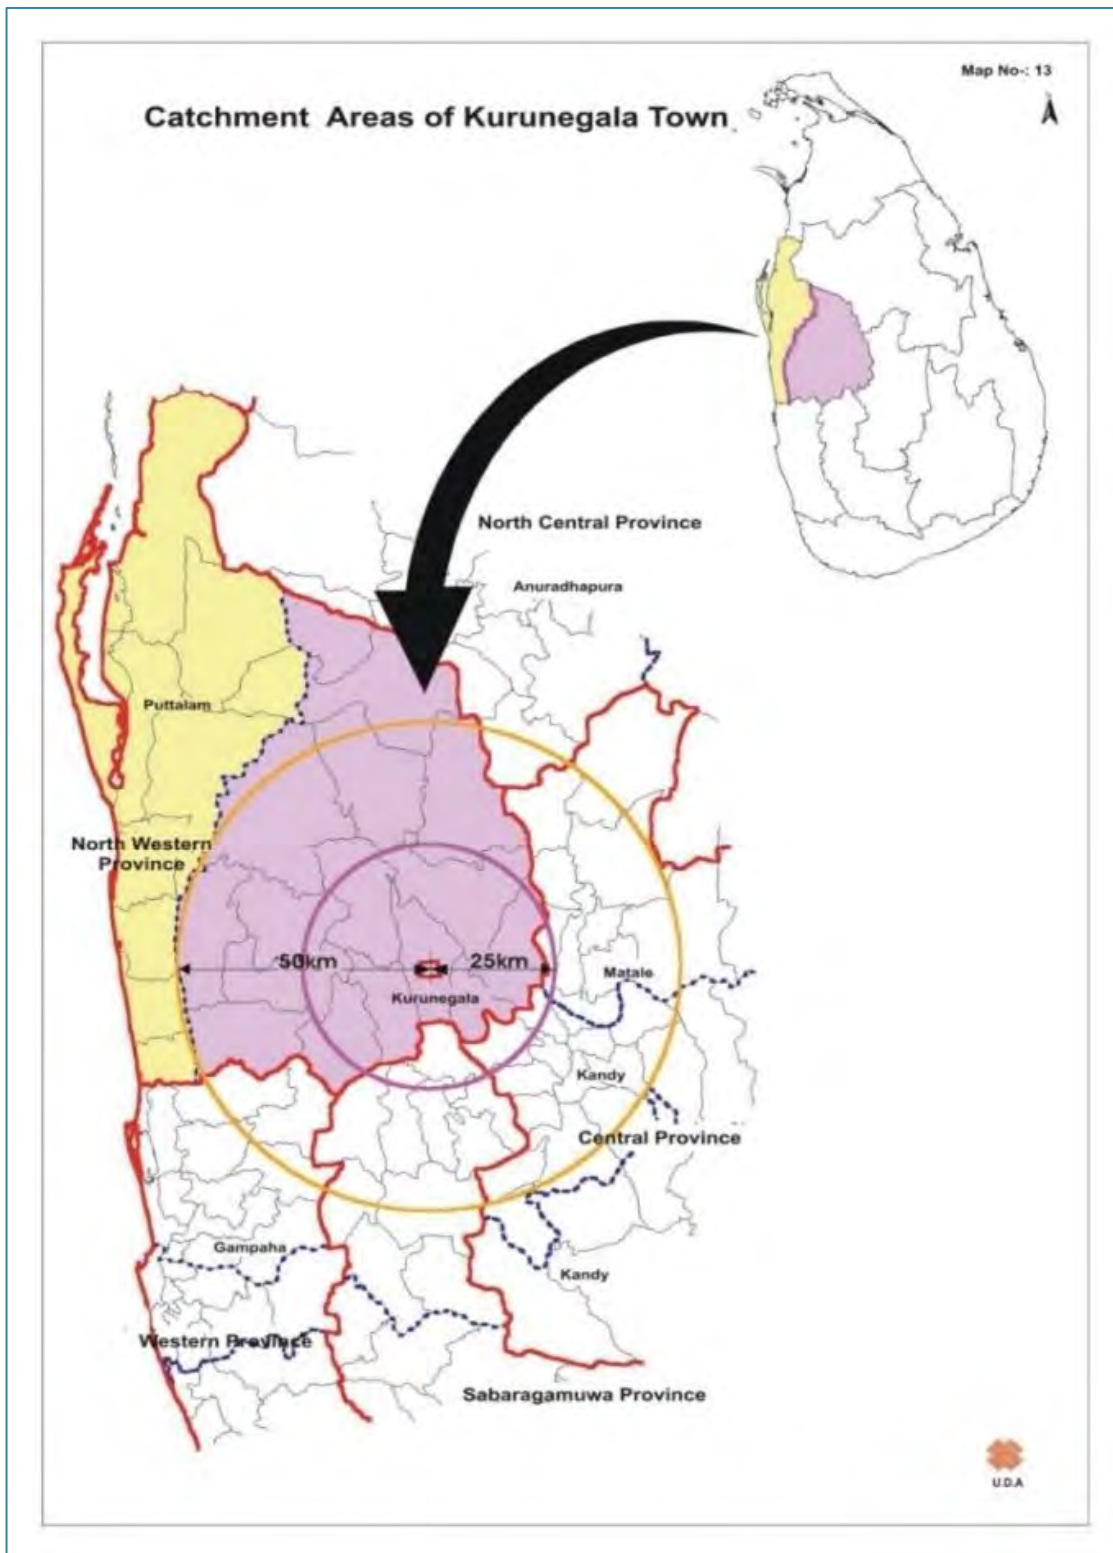 Map No-: 13
Catchment Areas of Kurunegala Town
North Central Province
Anuradhapura
Puttalam
North Western
Province
50km
25km
Matale
Kurunegala
Kandy
Central Province
Gampaha
Kandy
Western Province
Sabaragamuwa Province
U.D.A